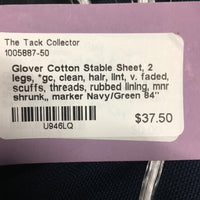 The Tack Collector
1005887-50
Glover Cotton Stable Sheet, 2
legs, *gc, clean, hair, lint, v. faded,
scuffs, threads, rubbed lining, mnr
shrunk,, marker Navy/Green 84"
U946LQ
$37.50